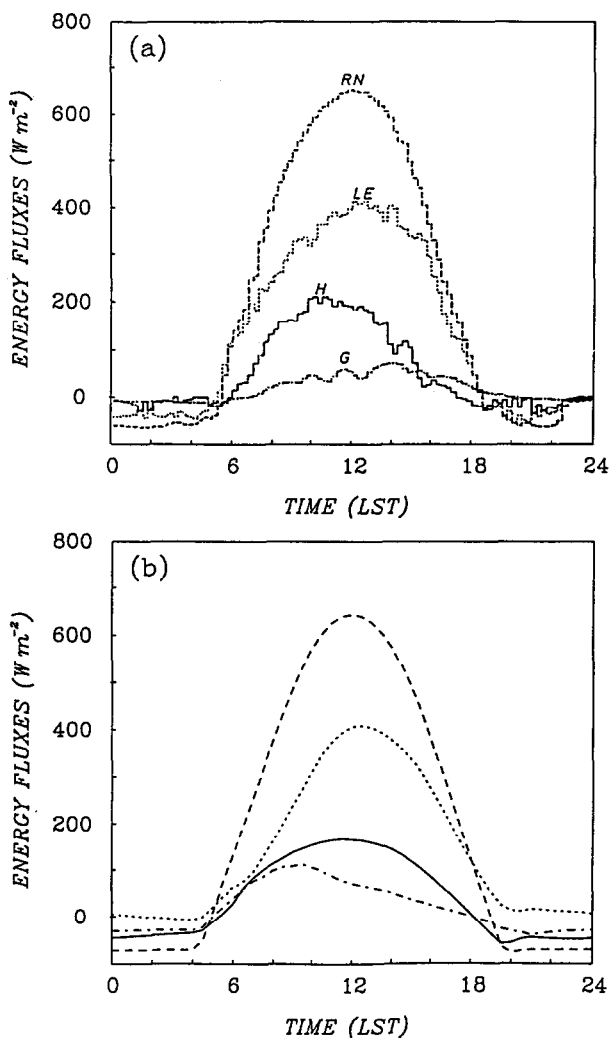 800
(a)
RN
600
ENERGY FLUXES (W m⁻²)
LE
400
H
200
G
0
0 6 12 18 24
TIME (LST)
800
(b)
600
ENERGY FLUXES (W m⁻²)
400
200
0
0 6 12 18 24
TIME (LST)